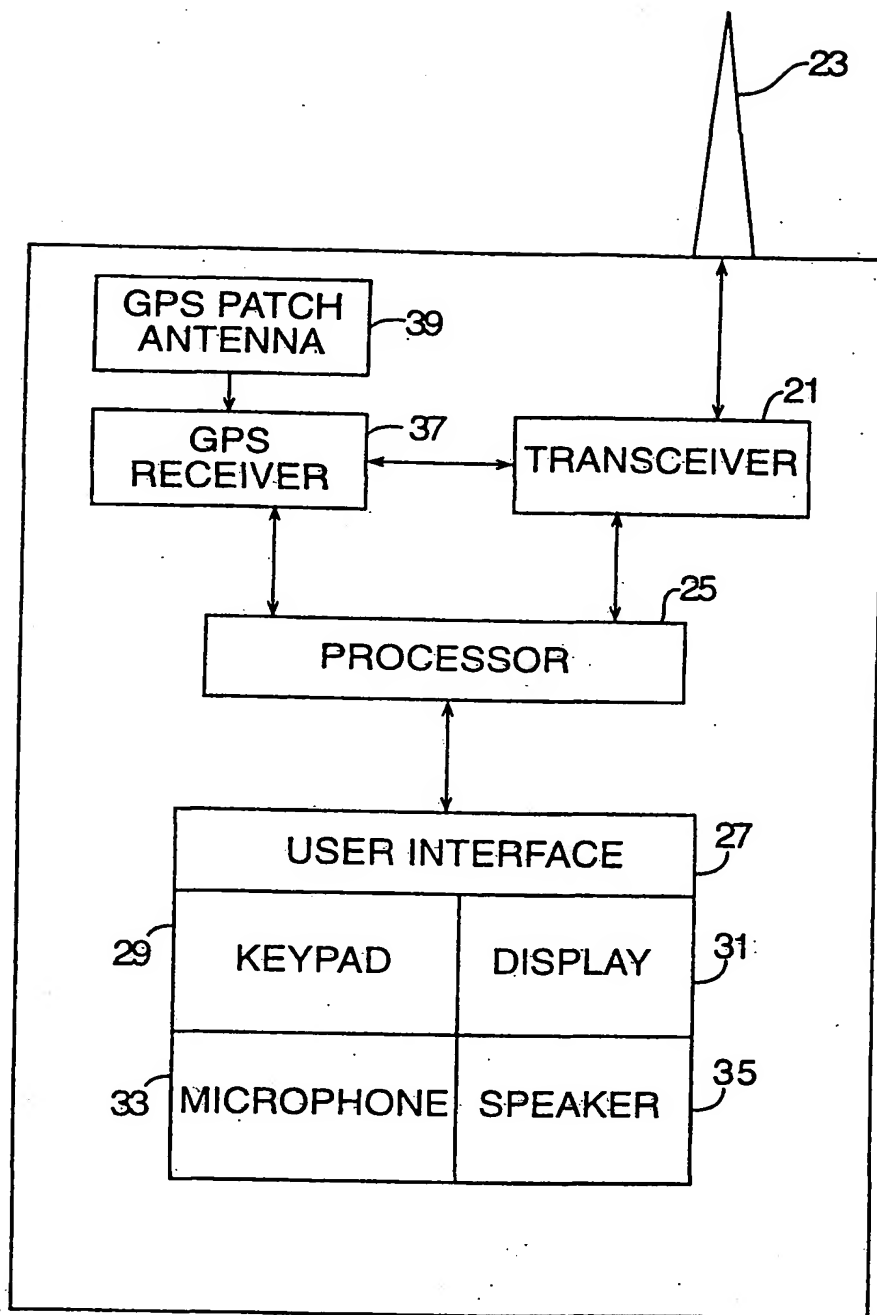 23
GPS PATCH
ANTENNA
39
GPS
RECEIVER
37
21
TRANSCEIVER
25
PROCESSOR
USER INTERFACE
27
29
KEYPAD
DISPLAY
31
33
MICROPHONE
SPEAKER
35